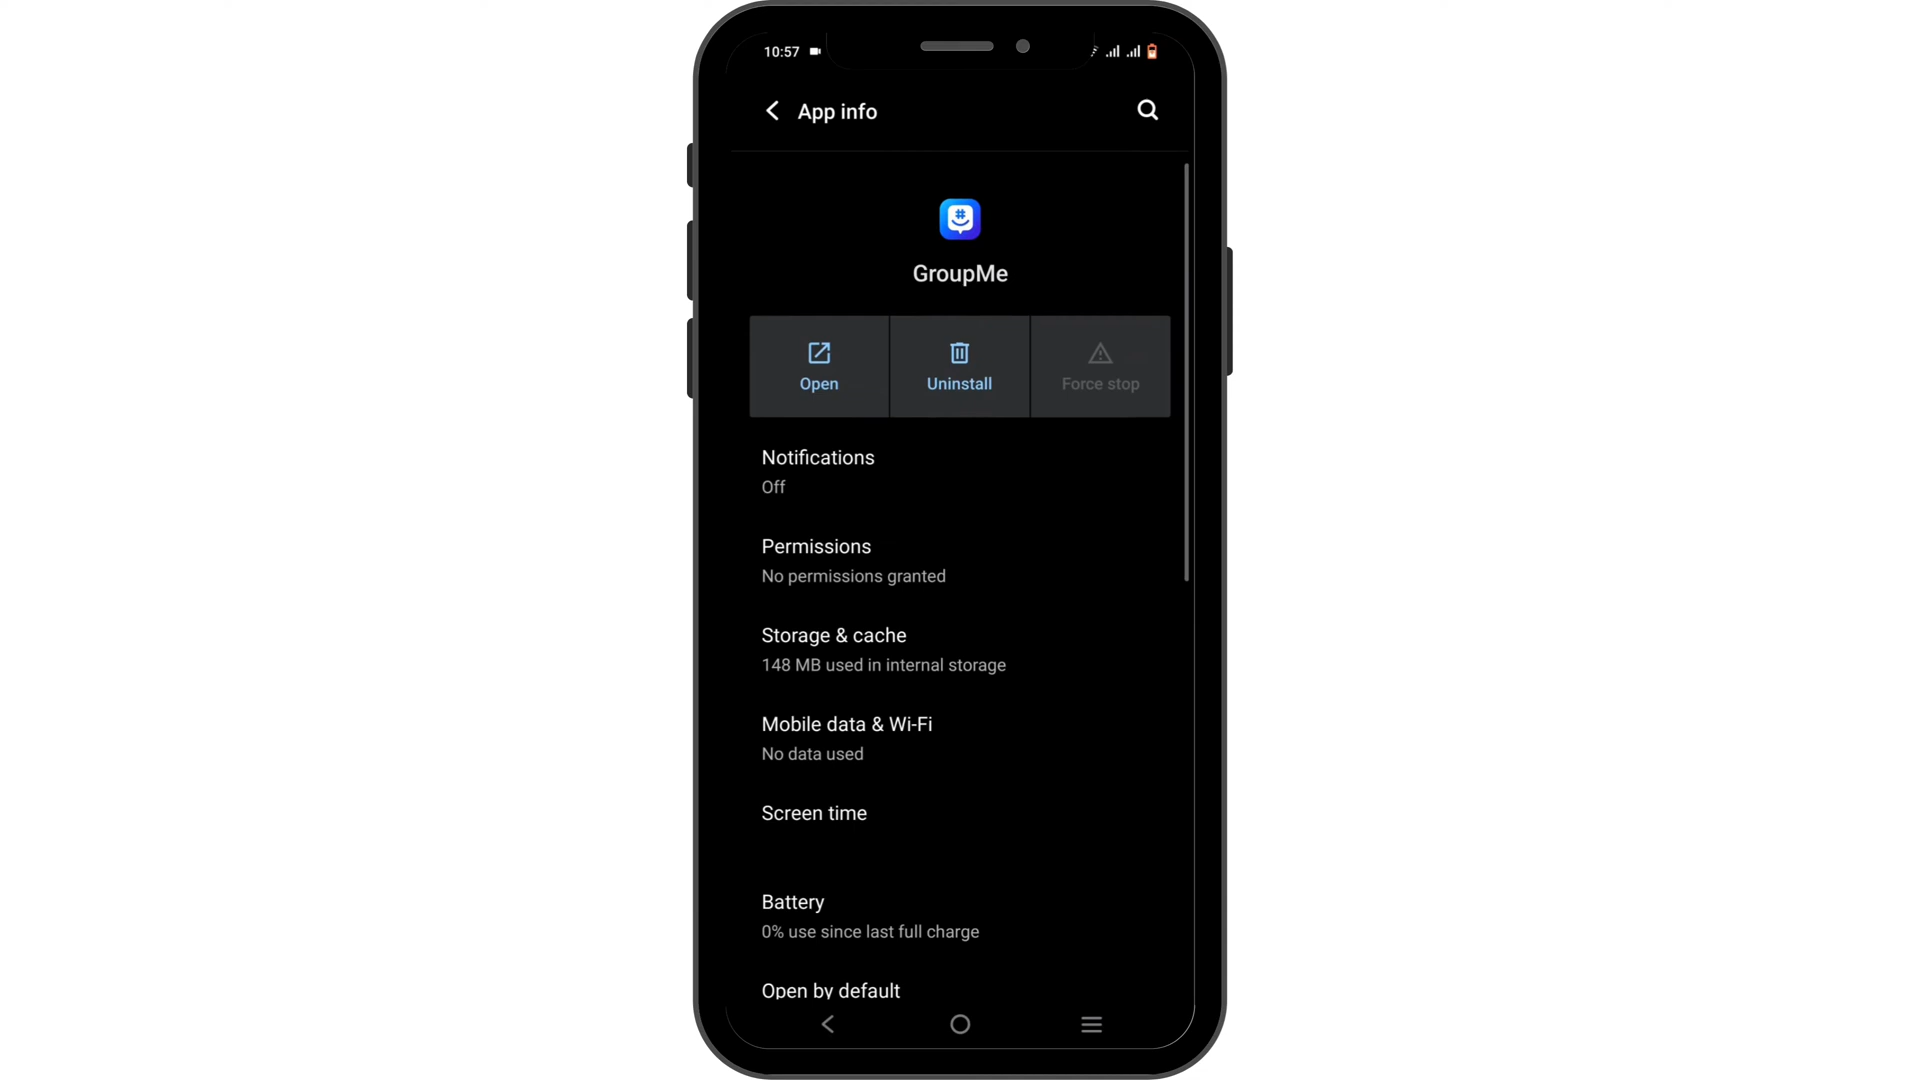 10:57
App info
GroupMe
Open
Uninstall
Force stop
Notifications
Off
Permissions
No permissions granted
Storage & cache
148 MB used in internal storage
Mobile data & Wi-Fi
No data used
Screen time
Battery
0% use since last full charge
Open by default